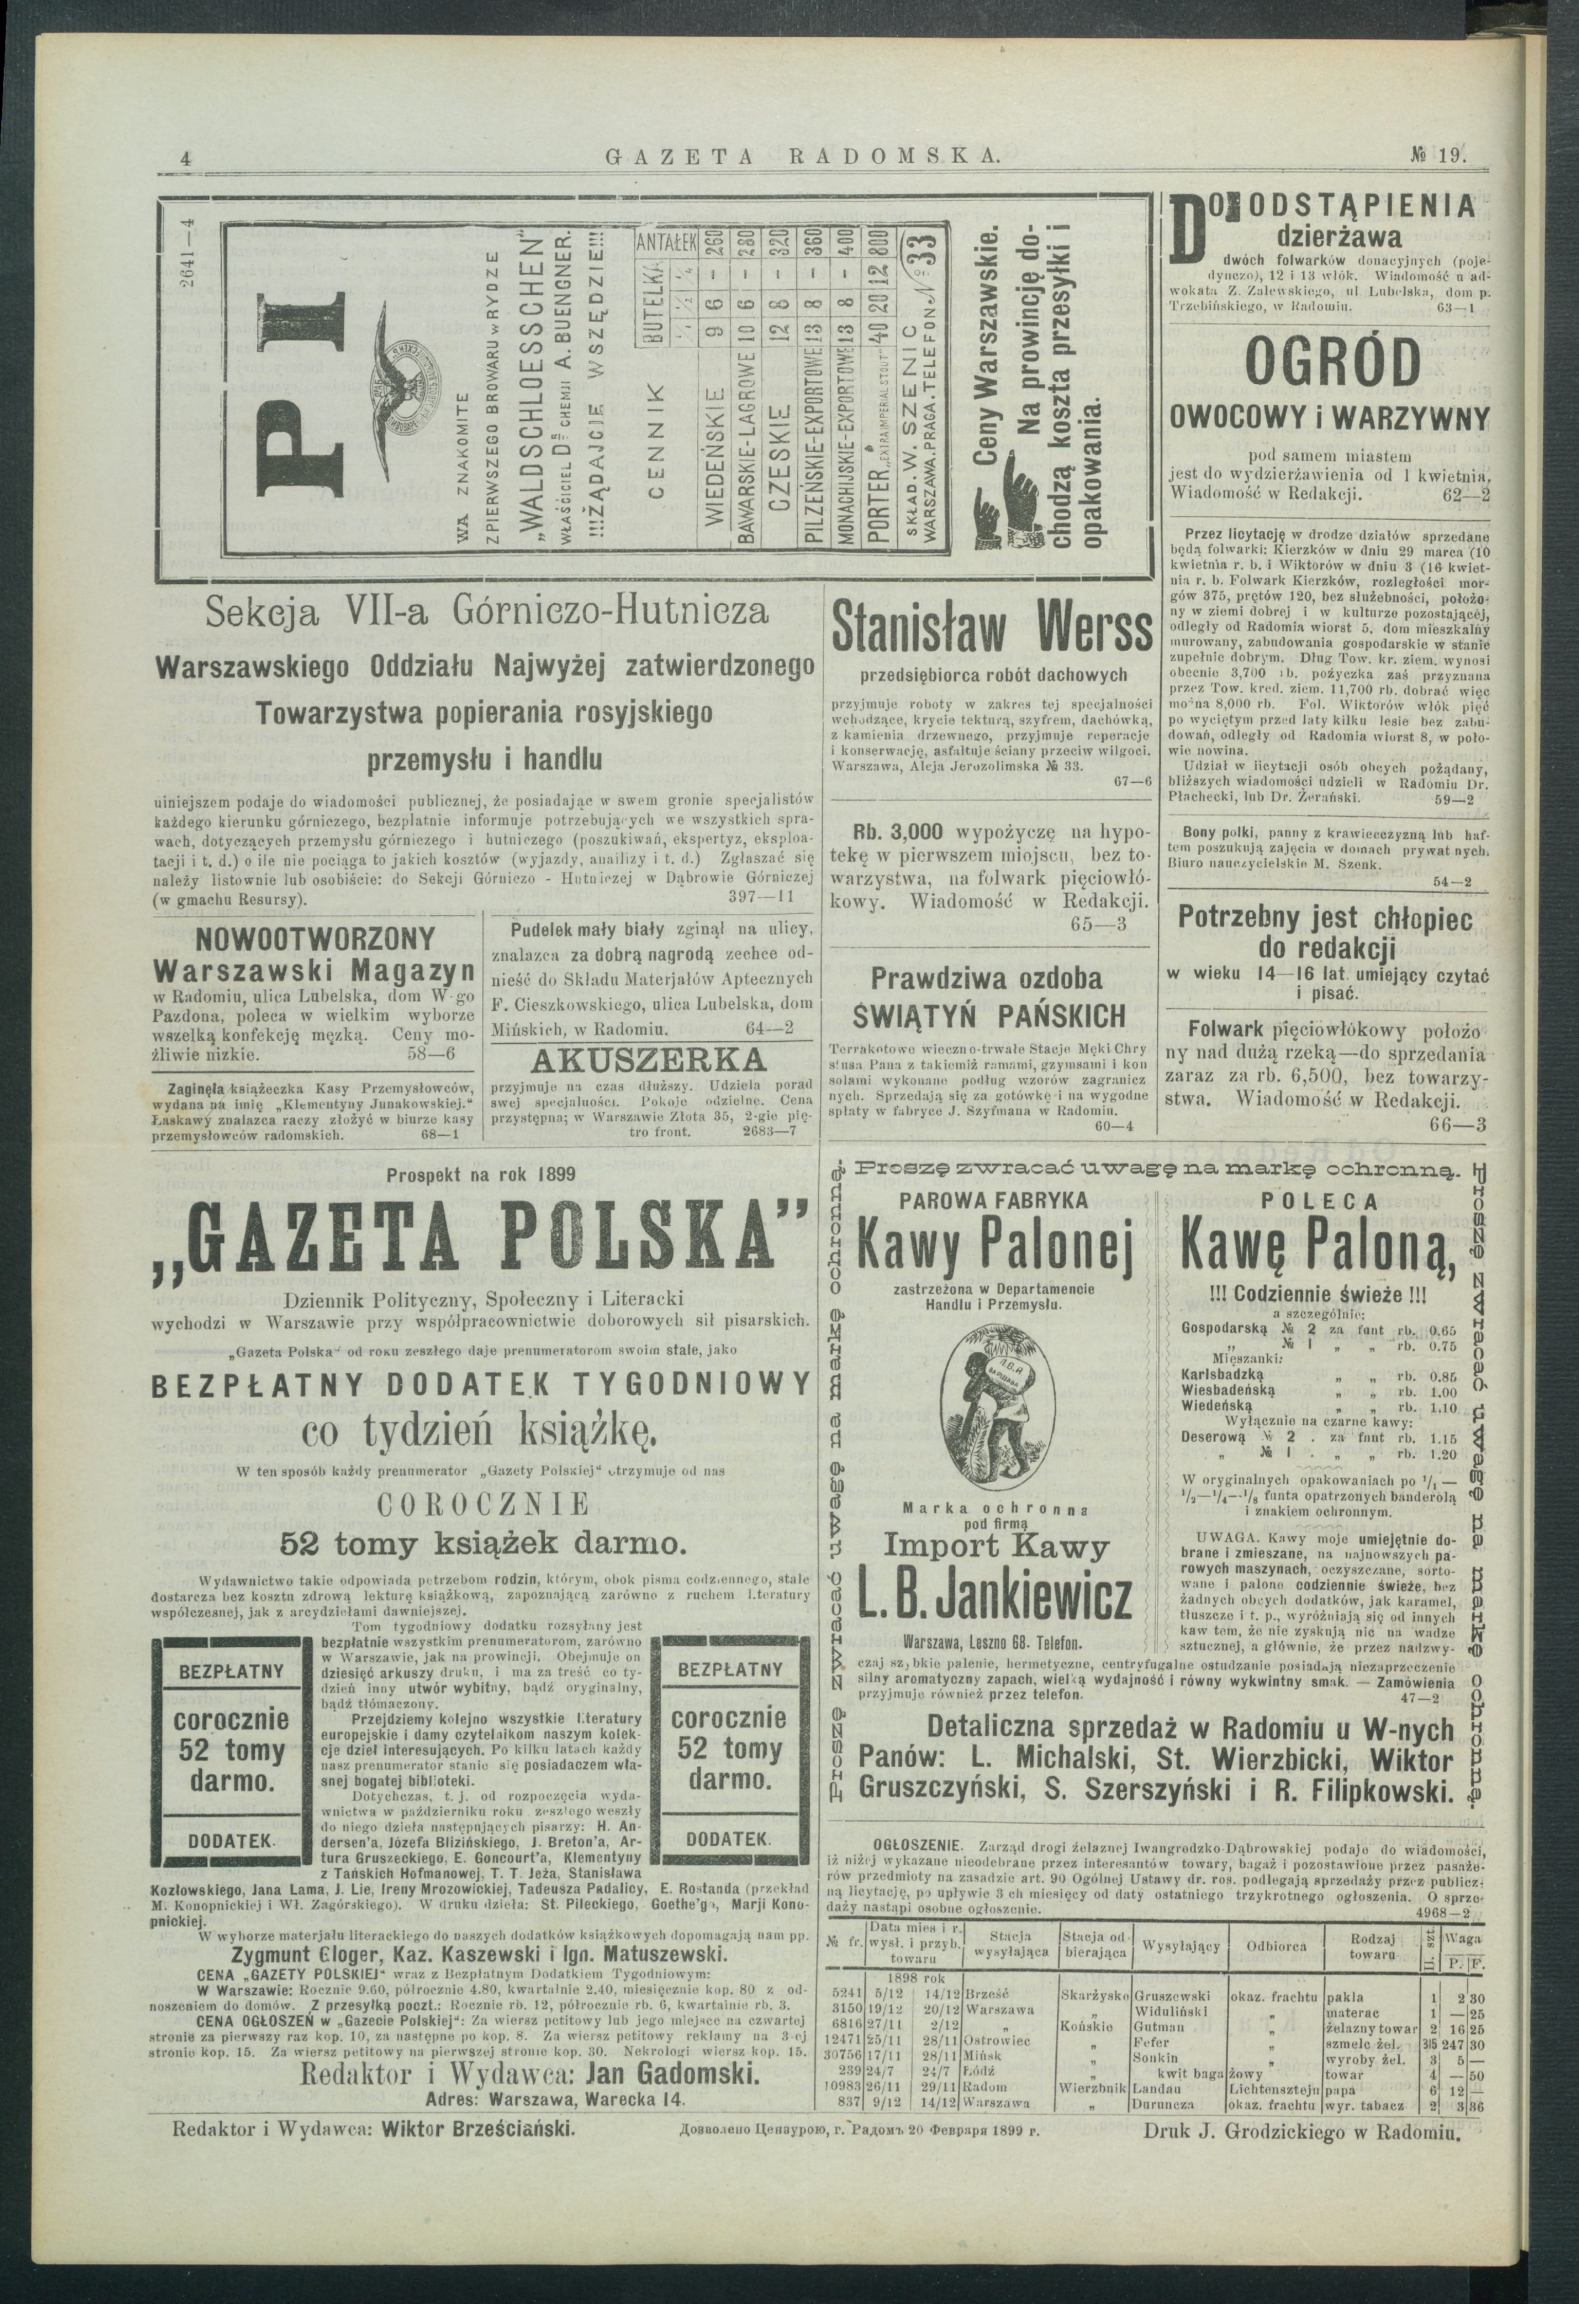 4
GAZETA RADOMSKA.
№ 19.
2641—4
PI
WA ZNAKOMITE
Z PIERWSZEGO BROWARU w RYDZE
„WALDSCHLOESSCHEN"
WŁAŚCICIEL Dr CHEMJI A. BUENGNER.
!!!ŻĄDAJCIE WSZĘDZIE!!!
CENNIK BUTELKA ANTAŁEK
WIEDEŃSKIE 9 6 - 260
BAWARSKIE-LAGROWE 10 6 - 280
CZESKIE 12 8 - 320
PILZEŃSKIE-EXPORTOWE 13 8 - 360
MONACHIJSKIE-EXPORTOWE 13 8 - 400
PORTER „EXTRA IMPERIAL STOUT" 40 20 12 800
SKŁAD. W. SZENIC
WARSZAWA. PRAGA. TELEFON № 33
Ceny Warszawskie.
Na prowincję do-
chodzą koszta przesyłki i
opakowania.
DO ODSTĄPIENIA
dzierżawa
dwóch folwarków donacyjnych (poje-
dynczo), 12 i 13 włók. Wiadomość u ad-
wokata Z. Zalewskiego, ul. Lubelska, dom p.
Trzebińskiego, w Radomiu. 63—1
OGRÓD
OWOCOWY i WARZYWNY
pod samem miastem
jest do wydzierżawienia od 1 kwietnia,
Wiadomość w Redakcji. 62—2
Przez licytację w drodze działów sprzedane
będą folwarki: Kierzków w dniu 29 marca (10
kwietnia r. b. i Wiktorów w dniu 3 (16 kwiet-
nia r. b. Folwark Kierzków, rozległości mor-
gów 375, prętów 120, bez służebności, położo-
ny w ziemi dobrej i w kulturze pozostającéj,
odległy od Radomia wiorst 5, dom mieszkalny
murowany, zabudowania gospodarskie w stanie
zupełnie dobrym. Dług Tow. kr. ziem. wynosi
obecnie 3,700 rb. pożyczka zaś przyznana
przez Tow. kred. ziem. 11,700 rb. dobrać więc
można 8,000 rb. Fol. Wiktorów włók pięć
po wyciętym przed laty kilku lesie bez zabu-
dowań, odległy od Radomia wiorst 8, w poło-
wie nowina.
Udział w licytacji osób obcych pożądany,
bliższych wiadomości udzieli w Radomiu Dr.
Płachecki, lub Dr. Żerański. 59—2
Bony polki, panny z krawiecczyzną lub haf-
tem poszukują zajęcia w domach prywatnych.
Biuro nauczycielskie M. Szenk.
54—2
Potrzebny jest chłopiec
do redakcji
w wieku 14—16 lat umiejący czytać
i pisać.
Folwark pięciowłókowy położo
ny nad dużą rzeką—do sprzedania
zaraz za rb. 6,500, bez towarzy-
stwa. Wiadomość w Redakcji.
66—3
Sekcja VII-a Górniczo-Hutnicza
Warszawskiego Oddziału Najwyżej zatwierdzonego
Towarzystwa popierania rosyjskiego
przemysłu i handlu
uiniejszem podaje do wiadomości publicznej, że posiadając w swem gronie specjalistów
każdego kierunku górniczego, bezpłatnie informuje potrzebujących we wszystkich spra-
wach, dotyczących przemysłu górniczego i hutniczego (poszukiwań, ekspertyz, eksploa-
tacji i t. d.) o ile nie pociąga to jakich kosztów (wyjazdy, analizy i t. d.) Zgłaszać się
należy listownie lub osobiście: do Sekcji Górniczo - Hutniczej w Dąbrowie Górniczej
(w gmachu Resursy). 397—11
Stanisław Werss
przedsiębiorca robót dachowych
przyjmuje roboty w zakres tej specjalności
wchodzące, krycie tekturą, szyfrem, dachówką,
z kamienia drzewnego, przyjmuje reperacje
i konserwację, asfaltuje ściany przeciw wilgoci.
Warszawa, Aleja Jerozolimska № 33.
67—6
Rb. 3,000 wypożyczę na hypo-
tekę w pierwszem miejscu, bez to-
warzystwa, na folwark pięciowłó-
kowy. Wiadomość w Redakcji.
65—3
Prawdziwa ozdoba
ŚWIĄTYŃ PAŃSKICH
Terrakotowe wieczno-trwałe Stacje Męki Chry
stusa Pana z takiemiż ramami, gzymsami i kon
solami wykonane podług wzorów zagranicz
nych. Sprzedają się za gotówkę i na wygodne
spłaty w fabryce J. Szyfmana w Radomiu.
60—4
NOWOOTWORZONY
Warszawski Magazyn
w Radomiu, ulica Lubelska, dom W-go
Pazdona, poleca w wielkim wyborze
wszelką konfekcję męzką. Ceny mo-
żliwie nizkie. 58—6
Zaginęła książeczka Kasy Przemysłowców,
wydana na imię „Klementyny Junakowskiej."
Łaskawy znalazca raczy złożyć w biurze kasy
przemysłowców radomskich. 68—1
Pudelek mały biały zginął na ulicy,
znalazca za dobrą nagrodą zechce od-
nieść do Składu Materjałów Aptecznych
F. Cieszkowskiego, ulica Lubelska, dom
Mińskich, w Radomiu. 64—2
AKUSZERKA
przyjmuje na czas dłuższy. Udziela porad
swej specjalności. Pokoje odzielne. Cena
przystępna; w Warszawie Złota 35, 2-gie pię-
tro front. 2683—7
Prospekt na rok 1899
„GAZETA POLSKA"
Dziennik Polityczny, Społeczny i Literacki
wychodzi w Warszawie przy współpracownictwie doborowych sił pisarskich.
„Gazeta Polska" od roku zeszłego daje prenumeratorom swoim stale, jako
BEZPŁATNY DODATEK TYGODNIOWY
co tydzień książkę.
W ten sposób każdy prenumerator „Gazety Polskiej" otrzymuje od nas
COROCZNIE
52 tomy książek darmo.
Wydawnictwo takie odpowiada potrzebom rodzin, którym, obok pisma codziennego, stale
dostarcza bez kosztu zdrową lekturę książkową, zapoznającą zarówno z ruchem literatury
współczesnej, jak z arcydziełami dawniejszej.
BEZPŁATNY
corocznie
52 tomy
darmo.
DODATEK.
Tom tygodniowy dodatku rozsyłany jest
bezpłatnie wszystkim prenumeratorom, zarówno
w Warszawie, jak na prowincji. Obejmuje on
dziesięć arkuszy druku, i ma za treść co ty-
dzień inny utwór wybitny, bądź oryginalny,
bądź tłómaczony.
Przejdziemy kolejno wszystkie literatury
europejskie i damy czytelnikom naszym kolek-
cje dzieł interesujących. Po kilku latach każdy
nasz prenumerator stanie się posiadaczem wła-
snej bogatej biblioteki.
Dotychczas, t. j. od rozpoczęcia wyda-
wnictwa w październiku roku zeszłego weszły
do niego dzieła następujących pisarzy: H. An-
dersen'a, Józefa Blizińskiego, J. Breton'a, Ar-
tura Gruszeckiego, E. Goncourt'a, Klementyny
z Tańskich Hofmanowej, T. T. Jeża, Stanisława
BEZPŁATNY
corocznie
52 tomy
darmo.
DODATEK.
Kozłowskiego, Jana Lama, J. Lie, Ireny Mrozowickiej, Tadeusza Padalicy, E. Rostanda (przekład
M. Konopnickiej i Wł. Zagórskiego). W druku dzieła: St. Pileckiego, Goethe'go, Marji Kono-
pnickiej.
W wyborze materjału literackiego do naszych dodatków książkowych dopomagają nam pp.
Zygmunt Gloger, Kaz. Kaszewski i Ign. Matuszewski.
CENA „GAZETY POLSKIEJ" wraz z Bezpłatnym Dodatkiem Tygodniowym:
W Warszawie: Rocznie 9.60, półrocznie 4.80, kwartalnie 2.40, miesięcznie kop. 80 z od-
noszeniem do domów. Z przesyłką poczt.: Rocznie rb. 12, półrocznie rb. 6, kwartalnie rb. 3.
CENA OGŁOSZEŃ w „Gazecie Polskiej": Za wiersz petitowy lub jego miejsce na czwartej
stronie za pierwszy raz kop. 10, za następne po kop. 8. Za wiersz petitowy reklamy na 3-ej
stronie kop. 15. Za wiersz petitowy na pierwszej stronie kop. 30. Nekrologi wiersz kop. 15.
Redaktor i Wydawca: Jan Gadomski.
Adres: Warszawa, Warecka 14.
Proszę zwracać uwagę na markę ochronną.
Proszę zwracać uwagę na markę ochronną.
Proszę zwracać uwagę na markę ochronną.
PAROWA FABRYKA
Kawy Palonej
zastrzeżona w Departamencie
Handlu i Przemysłu.
Marka ochronna
pod firmą
Import Kawy
L. B. Jankiewicz
Warszawa, Leszno 68. Telefon.
POLECA
Kawę Paloną,
!!! Codziennie świeże !!!
a szczególnie:
Gospodarską № 2 za funt rb. 0.65
„ № 1 „ „ rb. 0.75
Mięszanki:
Karlsbadzką „ „ rb. 0.85
Wiesbadeńską „ „ rb. 1.00
Wiedeńską „ „ rb. 1.10
Wyłącznie na czarne kawy:
Deserową № 2 . za funt rb. 1.15
„ № 1 . „ „ rb. 1.20
W oryginalnych opakowaniach po 1/1 —
1/2—1/4—1/8 funta opatrzonych banderolą
i znakiem ochronnym.
UWAGA. Kawy moje umiejętnie do-
brane i zmieszane, na najnowszych pa-
rowych maszynach, oczyszczane, sorto-
wane i palone codziennie świeże, bez
żadnych obcych dodatków, jak karamel,
tłuszcze i t. p., wyróżniają się od innych
kaw tem, że nie zyskują nic na wadze
sztucznej, a głównie, że przez nadzwy-
czaj szybkie palenie, hermetyczne, centryfugalne ostudzanie posiadają niezaprzeczenie
silny aromatyczny zapach, wielką wydajność i równy wykwintny smak. — Zamówienia
przyjmuje również przez telefon. 47—2
Detaliczna sprzedaż w Radomiu u W-nych
Panów: L. Michalski, St. Wierzbicki, Wiktor
Gruszczyński, S. Szerszyński i R. Filipkowski.
OGŁOSZENIE. Zarząd drogi żelaznej Iwangrodzko-Dąbrowskiej podaje do wiadomości,
iż niżej wykazane nieodebrane przez interesantów towary, bagaż i pozostawione przez pasaże-
rów przedmioty na zasadzie art. 90 Ogólnej Ustawy dr. ros. podlegają sprzedaży przez publicz-
ną licytację, po upływie 3 ch miesięcy od daty ostatniego trzykrotnego ogłoszenia. O sprze-
daży nastąpi osobne ogłoszenie. 4968—2
№ fr. Data mies i r. wysł. i przyb. towaru Stacja wysyłająca Stacja od bierająca Wysyłający Odbiorca Rodzaj towaru Il. szt. Waga P. F.
1898 rok
5241 5/12 14/12 Brześć Skarżysko Gruszewski okaz. frachtu pakła 1 2 30
3150 19/12 20/12 Warszawa „ Widuliński „ materac 1 — 25
6816 27/11 2/12 „ Końskie Gutman „ żelazny towar 2 16 25
12471 25/11 28/11 Ostrowiec „ Fefer „ szmelc żel. 315 247 30
30756 17/11 28/11 Mińsk „ Sonkin „ wyroby żel. 3 5 —
239 24/7 24/7 Łódź „ kwit bagażowy towar 4 — 50
10983 26/11 29/11 Radom Wierzbnik Landau Lichtensztejn papa 6 12 —
837 9/12 14/12 Warszawa „ Duruncza okaz. frachtu wyr. tabacz 2 3 36
Redaktor i Wydawca: Wiktor Brześciański.
Дозволено Цензурою, г. Радомъ 20 Февраря 1899 г.
Druk J. Grodzickiego w Radomiu.